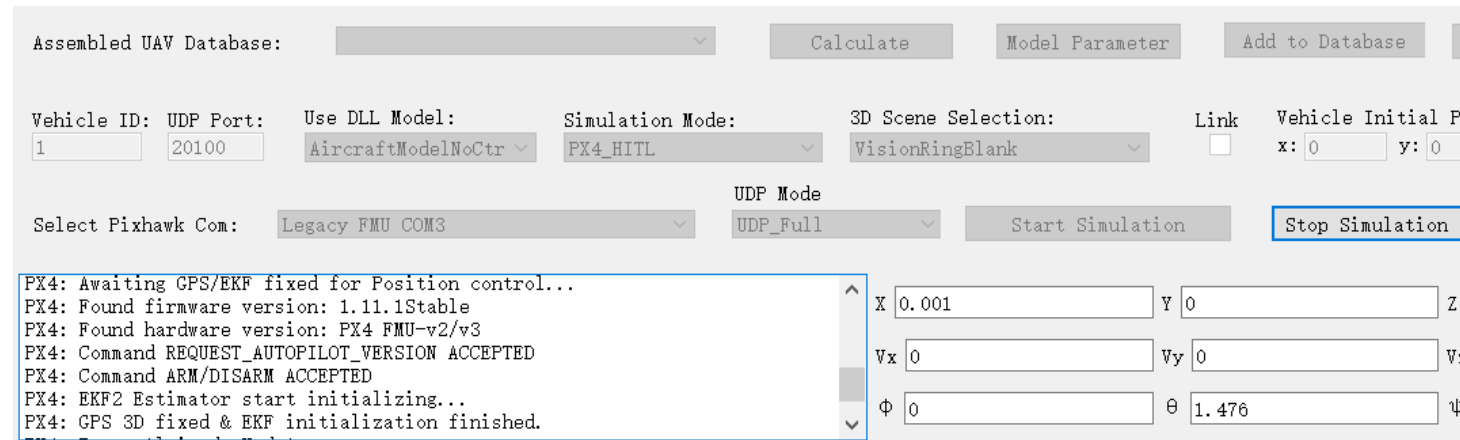 Assembled UAV Database: Calculate Model Parameter Add to Database
Vehicle ID: UDP Port: Use DLL Model: Simulation Mode: 3D Scene Selection: Link Vehicle Initial P
1 20100 AircraftModelNoCtr PX4_HITL VisionRingBlank x: 0 y: 0
UDP Mode
Select Pixhawk Com: Legacy FMU COM3 UDP_Full Start Simulation Stop Simulation
PX4: Awaiting GPS/EKF fixed for Position control...
PX4: Found firmware version: 1.11.1Stable
PX4: Found hardware version: PX4 FMU-v2/v3
PX4: Command REQUEST_AUTOPILOT_VERSION ACCEPTED
PX4: Command ARM/DISARM ACCEPTED
PX4: EKF2 Estimator start initializing...
PX4: GPS 3D fixed & EKF initialization finished.
X 0.001 Y 0 Z
Vx 0 Vy 0
Φ 0 θ 1.476 ψ